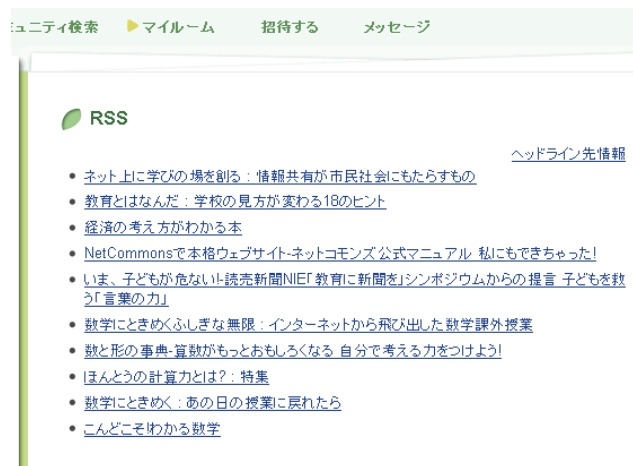 ュニティ検索 マイルーム 招待する メッセージ
RSS
ヘッドライン先情報
ネット上に学びの場を創る：情報共有が市民社会にもたらすもの
教育とはなんだ：学校の見方が変わる18のヒント
経済の考え方がわかる本
NetCommonsで本格ウェブサイト-ネットコモンズ公式マニュアル 私にもできちゃった!
いま、子どもが危ない!-読売新聞NIE「教育に新聞を」シンポジウムからの提言 子どもを救
う「言葉の力」
数学にときめくふしぎな無限：インターネットから飛び出した数学課外授業
数と形の事典-算数がもっとおもしろくなる 自分で考える力をつけよう!
ほんとうの計算力とは?：特集
数学にときめく：あの日の授業に戻れたら
こんどこそ!わかる数学